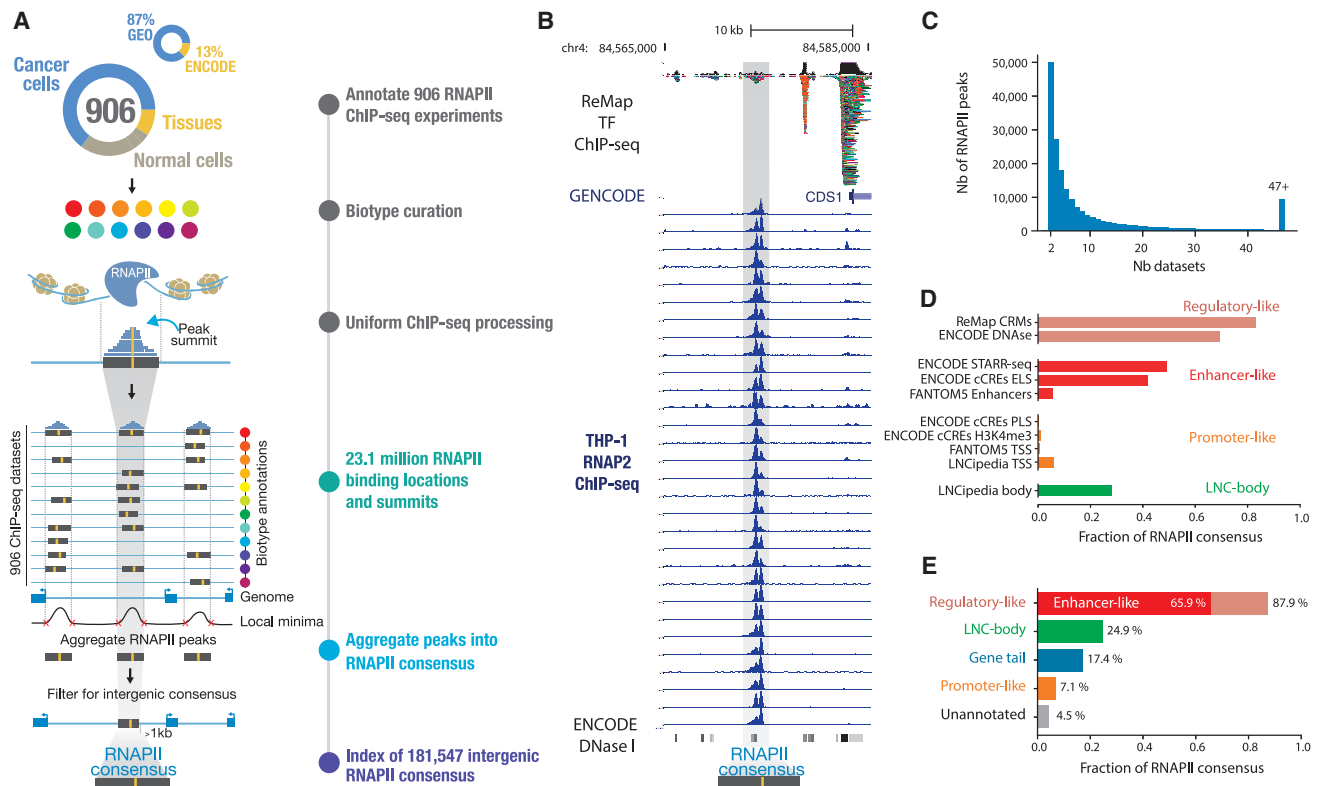 A
87%
GEO
13%
ENCODE
Cancer
cells
906
Tissues
Normal cells
RNAPII
Peak
summit
906 ChIP-seq datasets
Biotype annotations
Genome
Local minima
Aggregate RNAPII peaks
Filter for intergenic consensus
>1kb
RNAPII
consensus
Annotate 906 RNAPII
ChIP-seq experiments
Biotype curation
Uniform ChIP-seq processing
23.1 million RNAPII
binding locations
and summits
Aggregate peaks into
RNAPII consensus
Index of 181,547 intergenic
RNAPII consensus
B
10 kb
chr4: 84,565,000 84,585,000
ReMap
TF
ChIP-seq
GENCODE
CDS1
THP-1
RNAP2
ChIP-seq
ENCODE
DNase I
RNAPII
consensus
C
Nb of RNAPII peaks
50,000
40,000
30,000
20,000
10,000
0
47+
2 10 20 30 40
Nb datasets
D
Regulatory-like
ReMap CRMs
ENCODE DNAse
ENCODE STARR-seq
ENCODE cCREs ELS
FANTOM5 Enhancers
Enhancer-like
ENCODE cCREs PLS
ENCODE cCREs H3K4me3
FANTOM5 TSS
LNCipedia TSS
Promoter-like
LNCipedia body
LNC-body
0.0 0.2 0.4 0.6 0.8 1.0
Fraction of RNAPII consensus
E
Regulatory-like Enhancer-like 65.9 % 87.9 %
LNC-body 24.9 %
Gene tail 17.4 %
Promoter-like 7.1 %
Unannotated 4.5 %
0.0 0.2 0.4 0.6 0.8 1.0
Fraction of RNAPII consensus